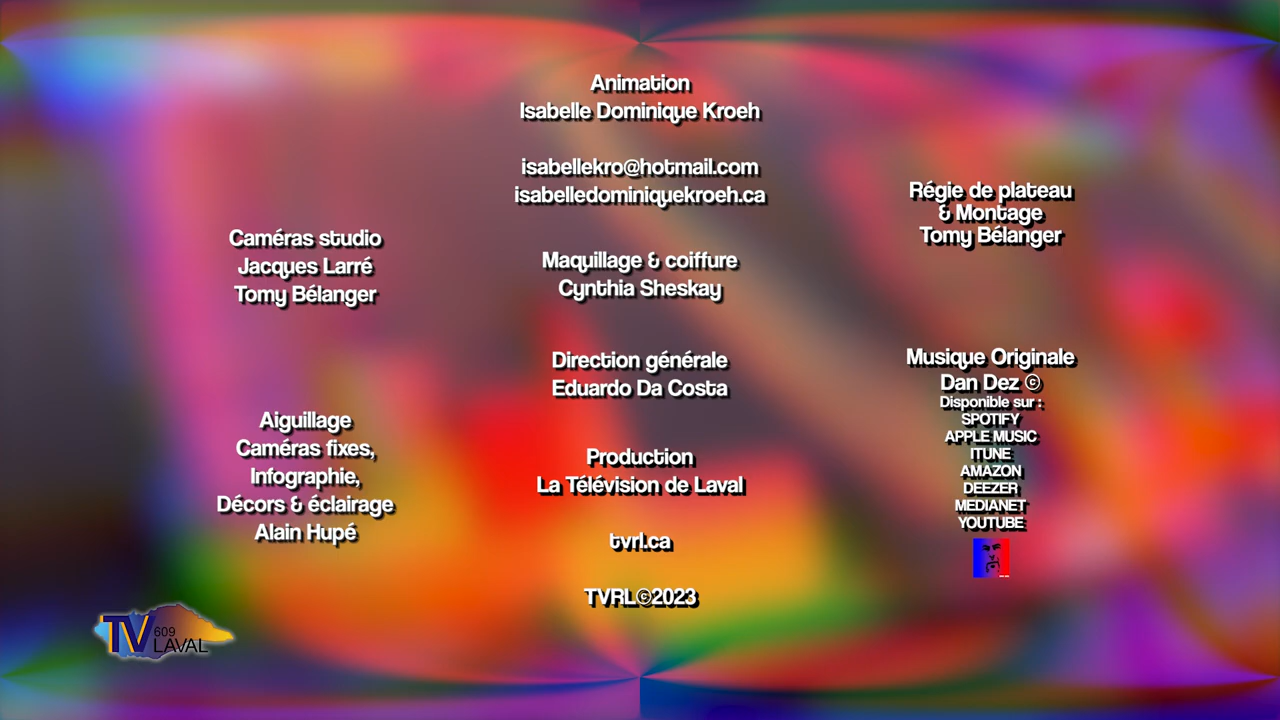 Animation
Isabelle Dominique Kroeh
isabellekro@hotmail.com
isabelledominiquekroeh.ca
Maquillage & coiffure
Cynthia Sheskay
Direction générale
Eduardo Da Costa
Production
La Télévision de Laval
tvrl.ca
TVRL©2023
Caméras studio
Jacques Larré
Tomy Bélanger
Aiguillage
Caméras fixes,
Infographie,
Décors & éclairage
Alain Hupé
Régie de plateau
& Montage
Tomy Bélanger
Musique Originale
Dan Dez ©
Disponible sur :
SPOTIFY
APPLE MUSIC
ITUNE
AMAZON
DEEZER
MEDIANET
YOUTUBE
TV 609
LAVAL